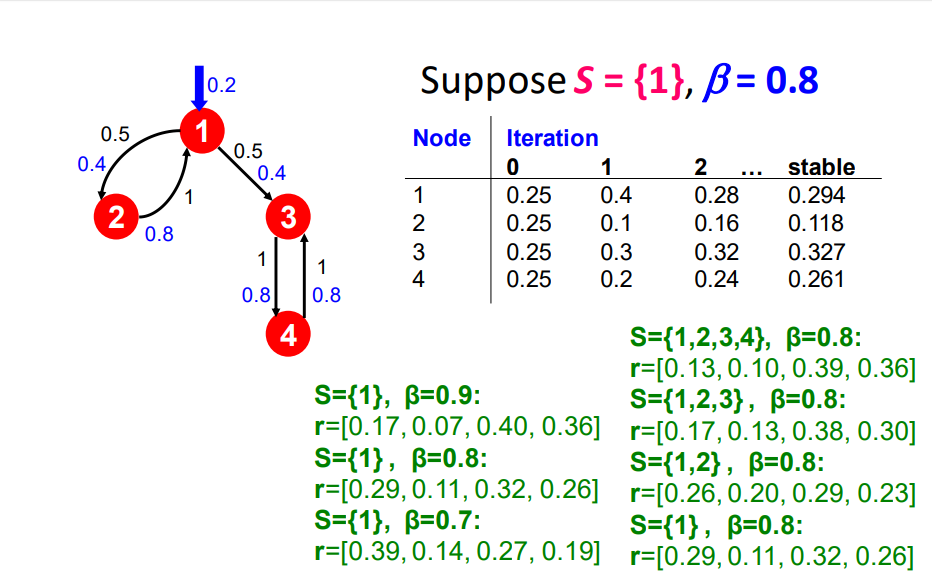 Suppose S = {1}, β = 0.8
0.2
1
0.5
0.4
0.5
0.4
2
1
0.8
3
1
0.8
1
0.8
4
Node Iteration
0 1 2 … stable
1 0.25 0.4 0.28 0.294
2 0.25 0.1 0.16 0.118
3 0.25 0.3 0.32 0.327
4 0.25 0.2 0.24 0.261
S={1}, β=0.9:
r=[0.17, 0.07, 0.40, 0.36]
S={1}, β=0.8:
r=[0.29, 0.11, 0.32, 0.26]
S={1}, β=0.7:
r=[0.39, 0.14, 0.27, 0.19]
S={1,2,3,4}, β=0.8:
r=[0.13, 0.10, 0.39, 0.36]
S={1,2,3}, β=0.8:
r=[0.17, 0.13, 0.38, 0.30]
S={1,2}, β=0.8:
r=[0.26, 0.20, 0.29, 0.23]
S={1}, β=0.8:
r=[0.29, 0.11, 0.32, 0.26]